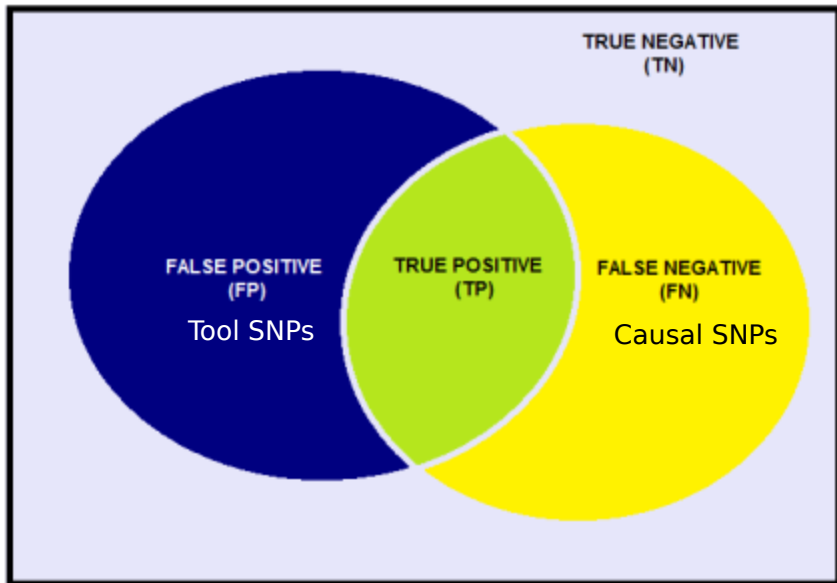 TRUE NEGATIVE
(TN)
FALSE POSITIVE
(FP)
Tool SNPs
TRUE POSITIVE
(TP)
FALSE NEGATIVE
(FN)
Causal SNPs